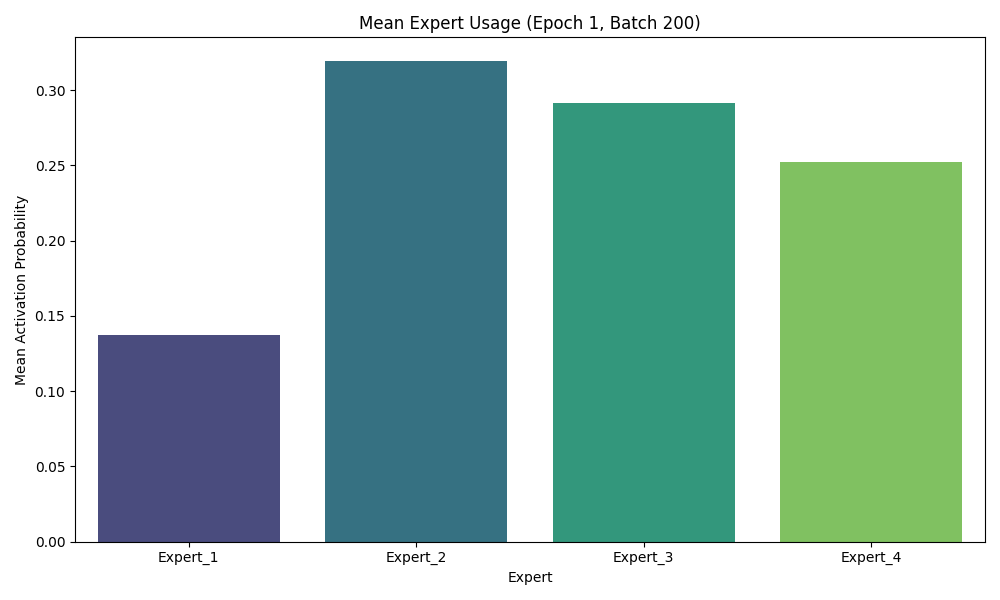 Mean Expert Usage (Epoch 1, Batch 200)
Mean Activation Probability
0.30
0.25
0.20
0.15
0.10
0.05
0.00
Expert_1 Expert_2 Expert_3 Expert_4
Expert